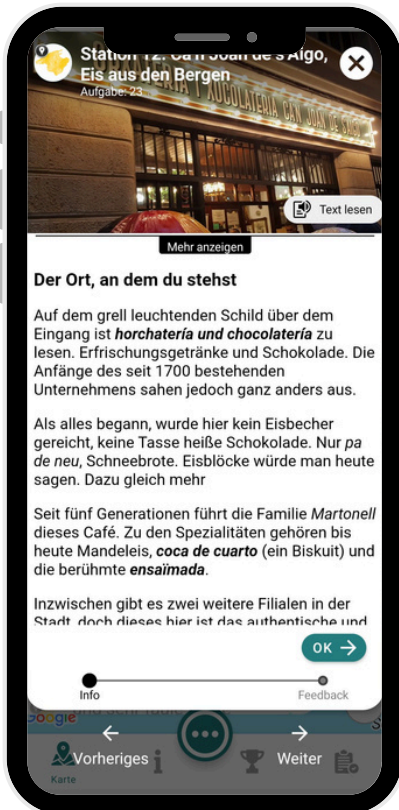 Station 12: Ca'n Joan de s'Aigo,
Eis aus den Bergen
Aufgabe: 23
XOCOLATERIA CAN JOAN DE S'AIGO
Text lesen
Mehr anzeigen
Der Ort, an dem du stehst
Auf dem grell leuchtenden Schild über dem
Eingang ist horchatería und chocolatería zu
lesen. Erfrischungsgetränke und Schokolade. Die
Anfänge des seit 1700 bestehenden
Unternehmens sahen jedoch ganz anders aus.
Als alles begann, wurde hier kein Eisbecher
gereicht, keine Tasse heiße Schokolade. Nur pa
de neu, Schneebrote. Eisblöcke würde man heute
sagen. Dazu gleich mehr
Seit fünf Generationen führt die Familie Martonell
dieses Café. Zu den Spezialitäten gehören bis
heute Mandeleis, coca de cuarto (ein Biskuit) und
die berühmte ensaïmada.
Inzwischen gibt es zwei weitere Filialen in der
Stadt, doch dieses hier ist das authentische und
OK
Info
Feedback
Google
Vorheriges
Weiter
Karte